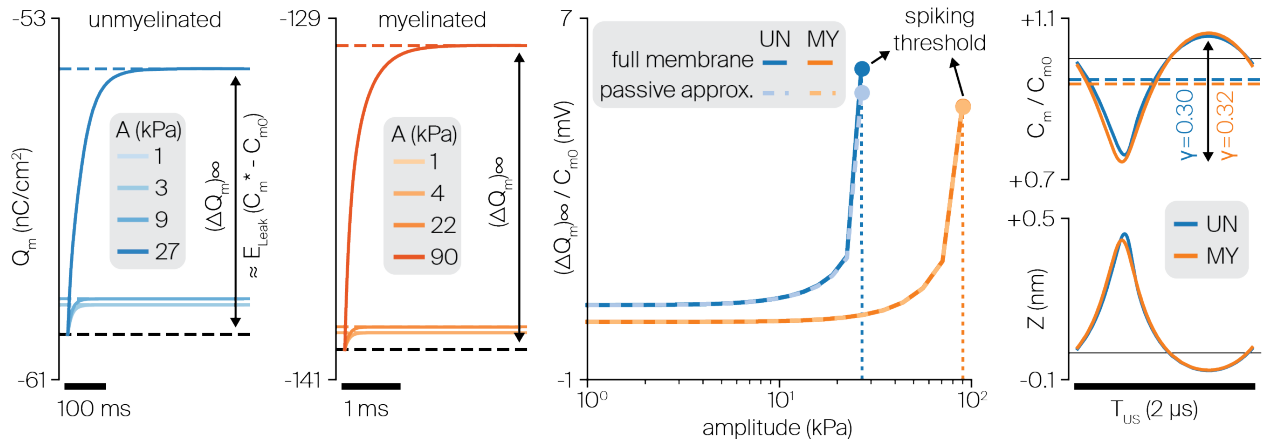 unmyelinated
-53
Qm (nC/cm²)
-61
A (kPa)
1
3
9
27
(ΔQm)∞
≈ ELeak (Cm* - Cm0)
100 ms
myelinated
-129
-141
A (kPa)
1
4
22
90
(ΔQm)∞
1 ms
7
(ΔQm)∞ / Cm0 (mV)
-1
UN MY
full membrane
passive approx.
spiking
threshold
10⁰ 10¹ 10²
amplitude (kPa)
+1.1
Cm / Cm0
+0.7
γ=0.30
γ=0.32
+0.5
Z (nm)
-0.1
UN
MY
TUS (2 µs)